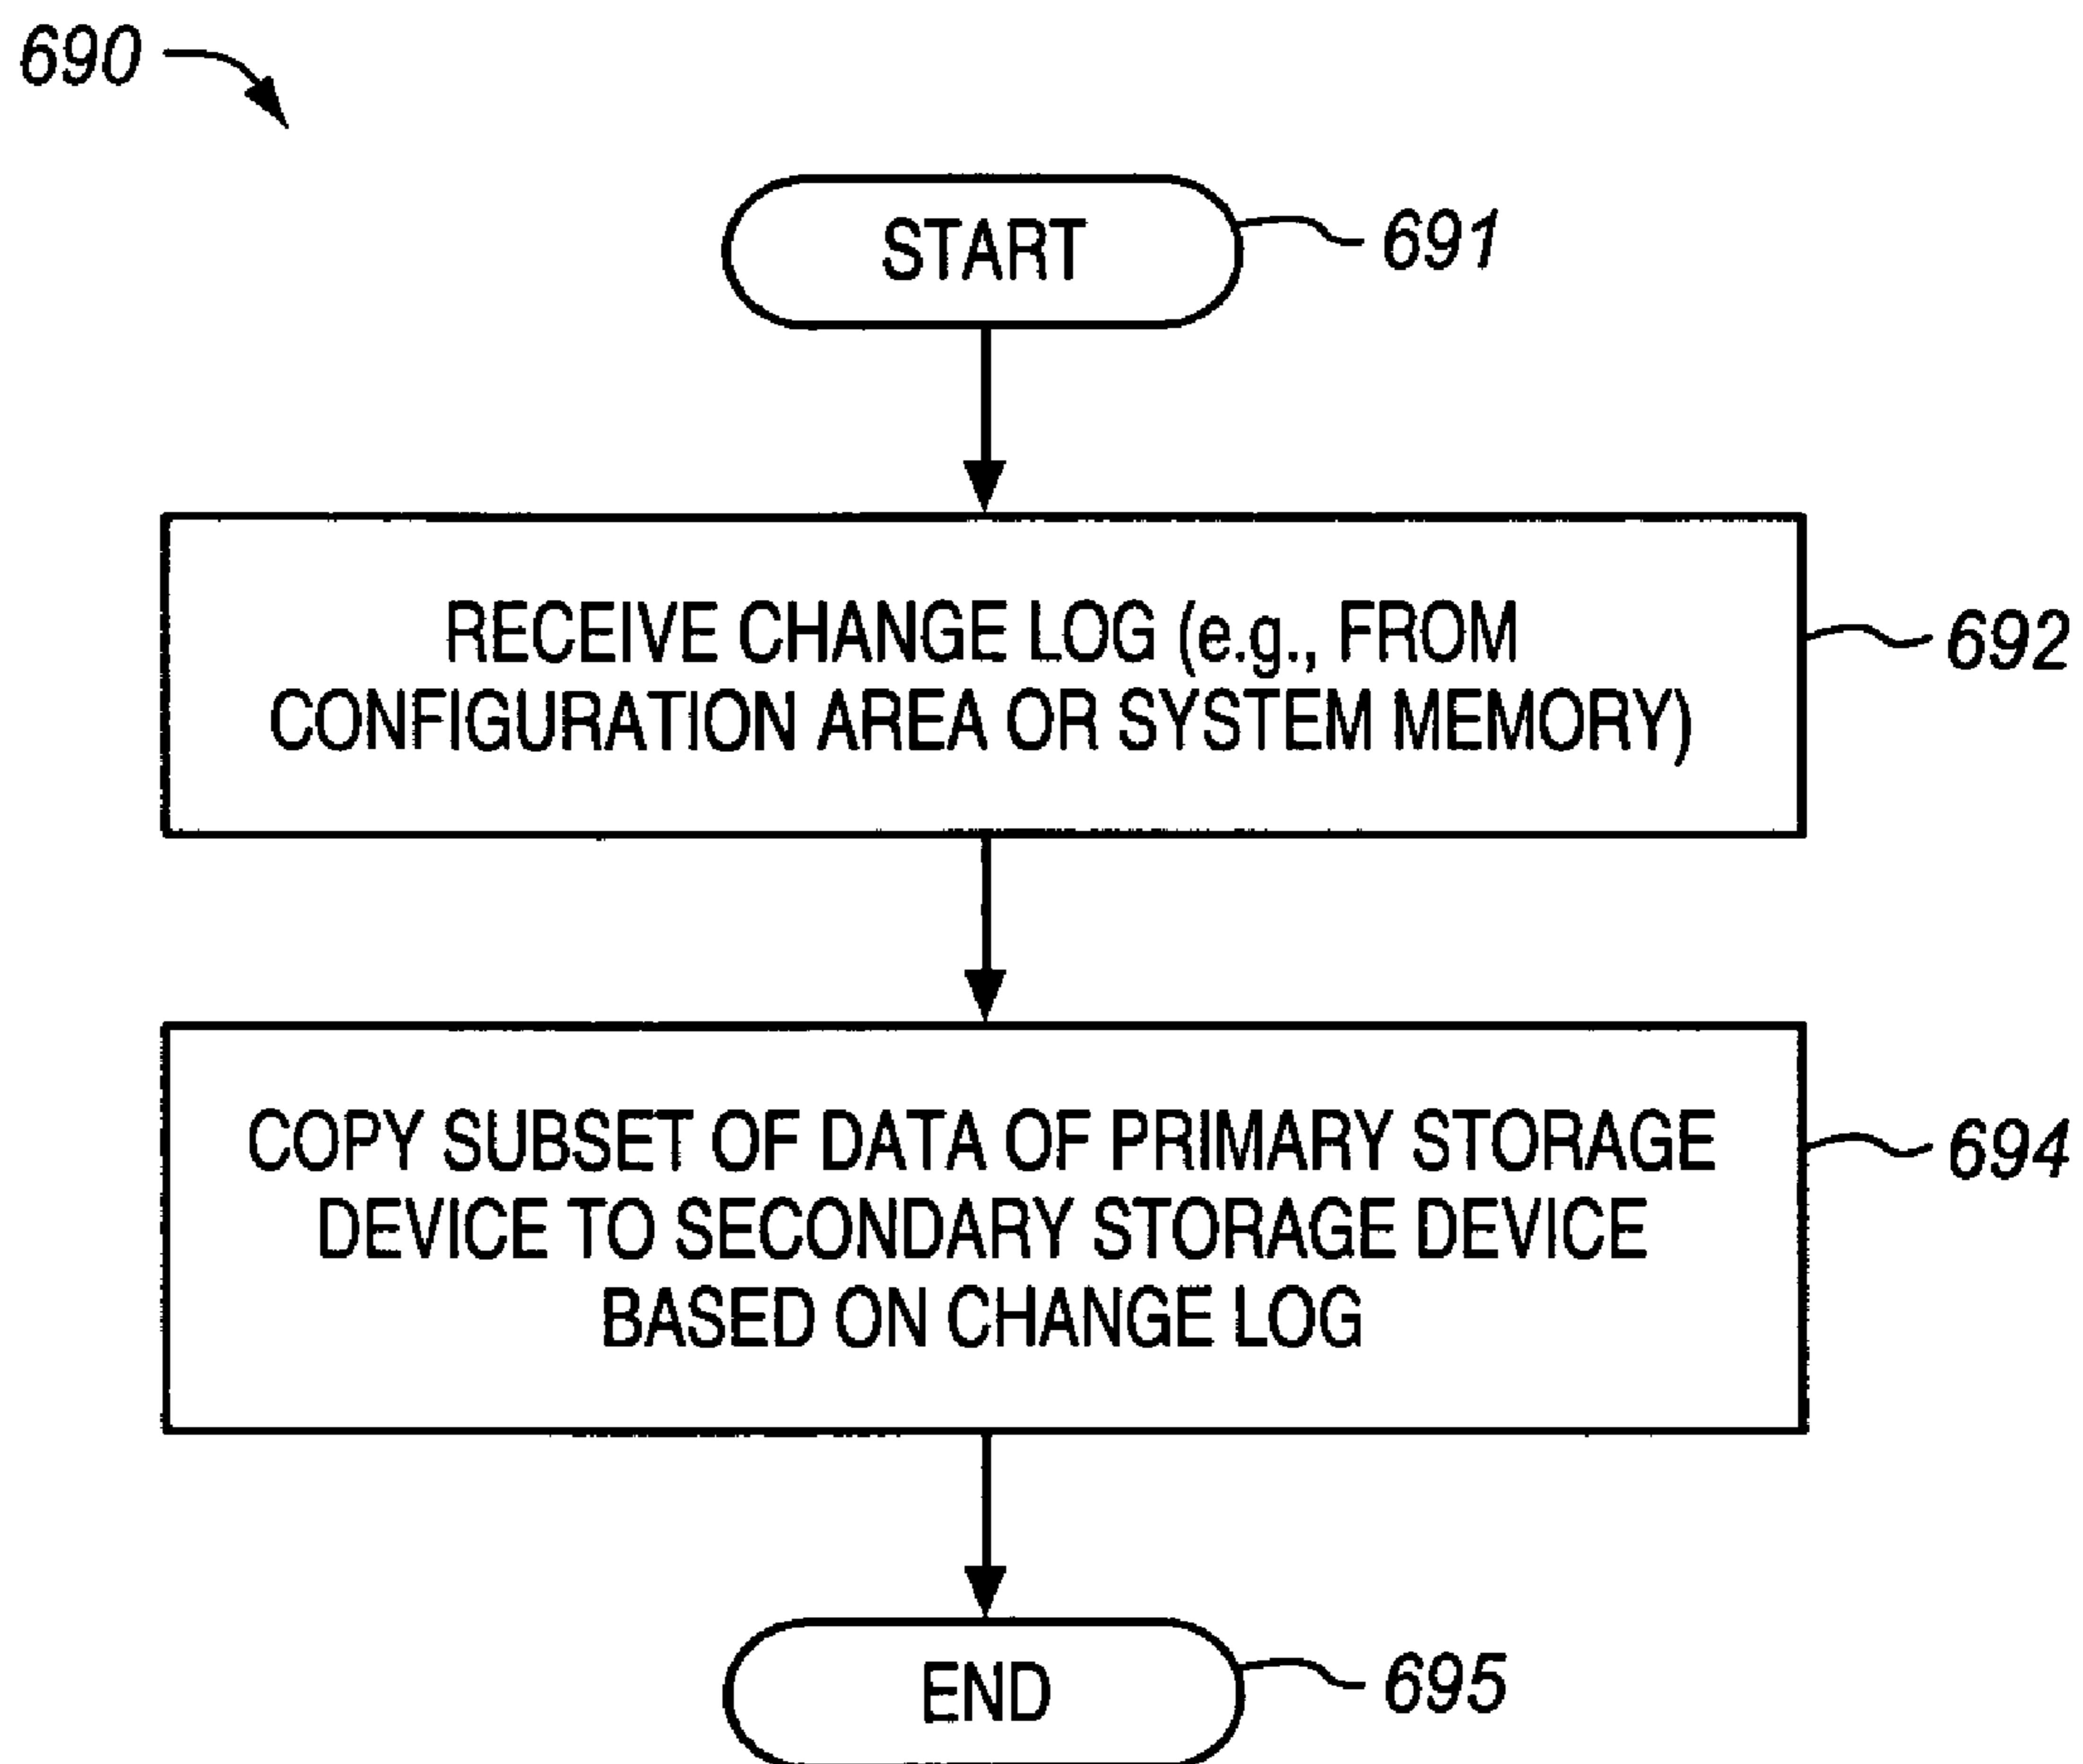 690
START
691
RECEIVE CHANGE LOG (e.g., FROM
CONFIGURATION AREA OR SYSTEM MEMORY)
692
COPY SUBSET OF DATA OF PRIMARY STORAGE
DEVICE TO SECONDARY STORAGE DEVICE
BASED ON CHANGE LOG
694
END
695